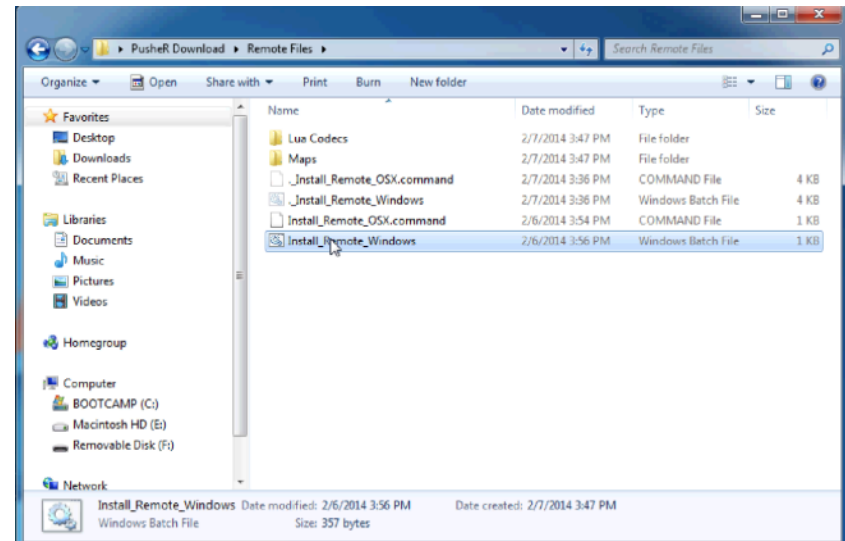 PusheR Download Remote Files
Search Remote Files
Organize Open Share with Print Burn New folder
Name Date modified Type Size
Favorites
Desktop
Downloads
Recent Places
Libraries
Documents
Music
Pictures
Videos
Homegroup
Computer
BOOTCAMP (C:)
Macintosh HD (E:)
Removable Disk (F:)
Network
Lua Codecs 2/7/2014 3:47 PM File folder
Maps 2/7/2014 3:47 PM File folder
._Install_Remote_OSX.command 2/7/2014 3:36 PM COMMAND File 4 KB
._Install_Remote_Windows 2/7/2014 3:36 PM Windows Batch File 4 KB
Install_Remote_OSX.command 2/6/2014 3:54 PM COMMAND File 1 KB
Install_Remote_Windows 2/6/2014 3:56 PM Windows Batch File 1 KB
Install_Remote_Windows Date modified: 2/6/2014 3:56 PM Date created: 2/7/2014 3:47 PM
Windows Batch File Size: 357 bytes